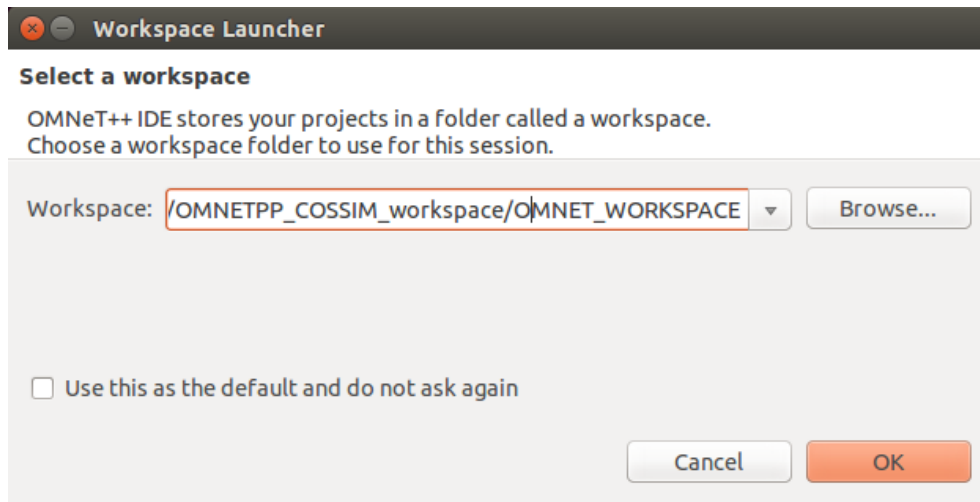 Workspace Launcher
Select a workspace
OMNeT++ IDE stores your projects in a folder called a workspace.
Choose a workspace folder to use for this session.
Workspace: /OMNETPP_COSSIM_workspace/OMNET_WORKSPACE Browse...
Use this as the default and do not ask again
Cancel OK